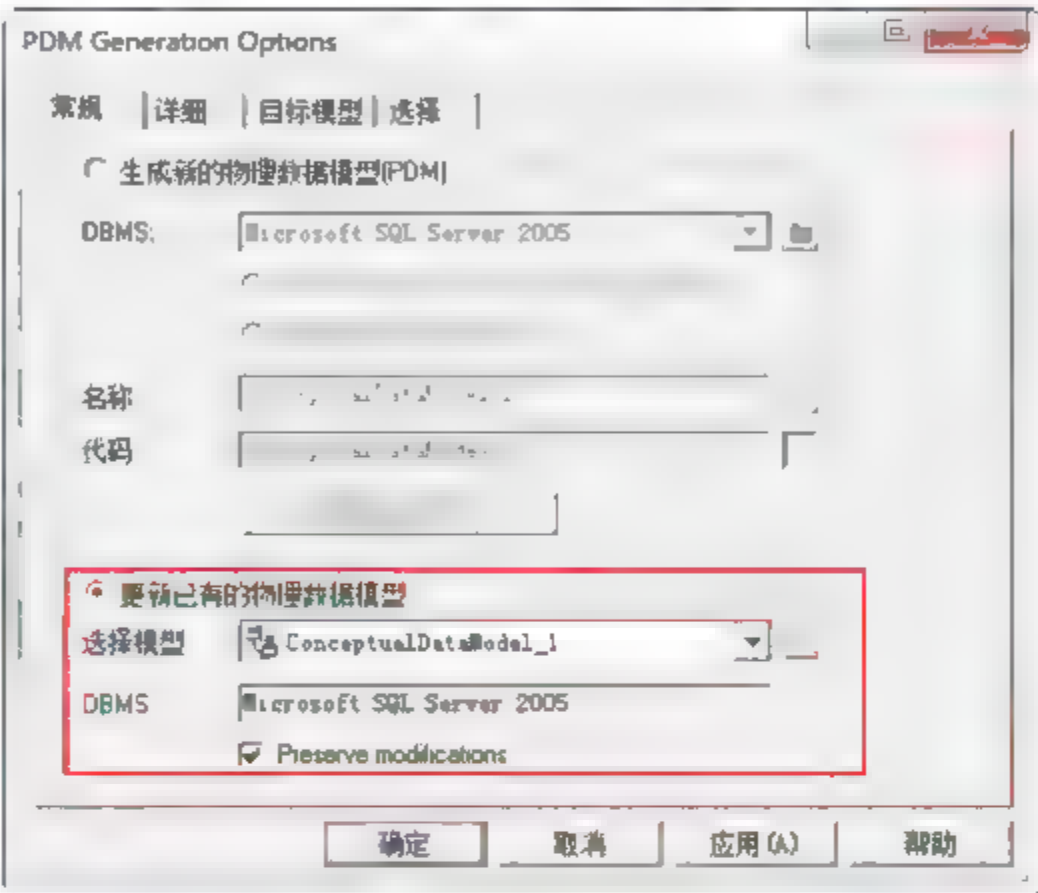 PDM Generation Options
常规 详细 目标模型 选择
生成新的物理数据模型(PDM)
DBMS: Microsoft SQL Server 2005
名称
代码
更新已有的物理数据模型
选择模型 ConceptualDataModel_1
DBMS Microsoft SQL Server 2005
Preserve modifications
确定 取消 应用(A) 帮助